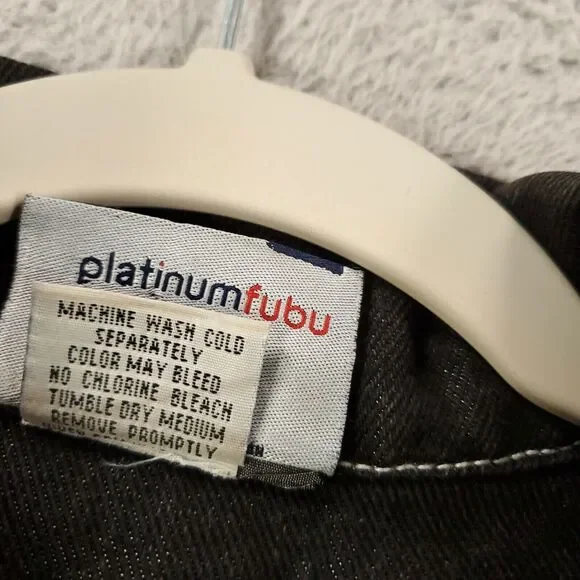 platinumfubu
MACHINE WASH COLD
SEPARATELY
COLOR MAY BLEED
NO CHLORINE BLEACH
TUMBLE DRY MEDIUM
REMOVE PROMPTLY